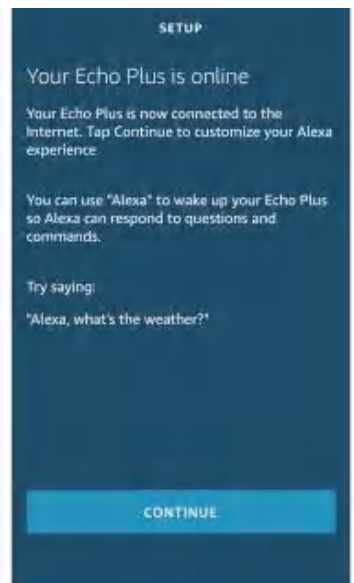 SETUP
Your Echo Plus is online
Your Echo Plus is now connected to the
Internet. Tap Continue to customize your Alexa
experience
You can use "Alexa" to wake up your Echo Plus
so Alexa can respond to questions and
commands.
Try saying:
"Alexa, what's the weather?"
CONTINUE